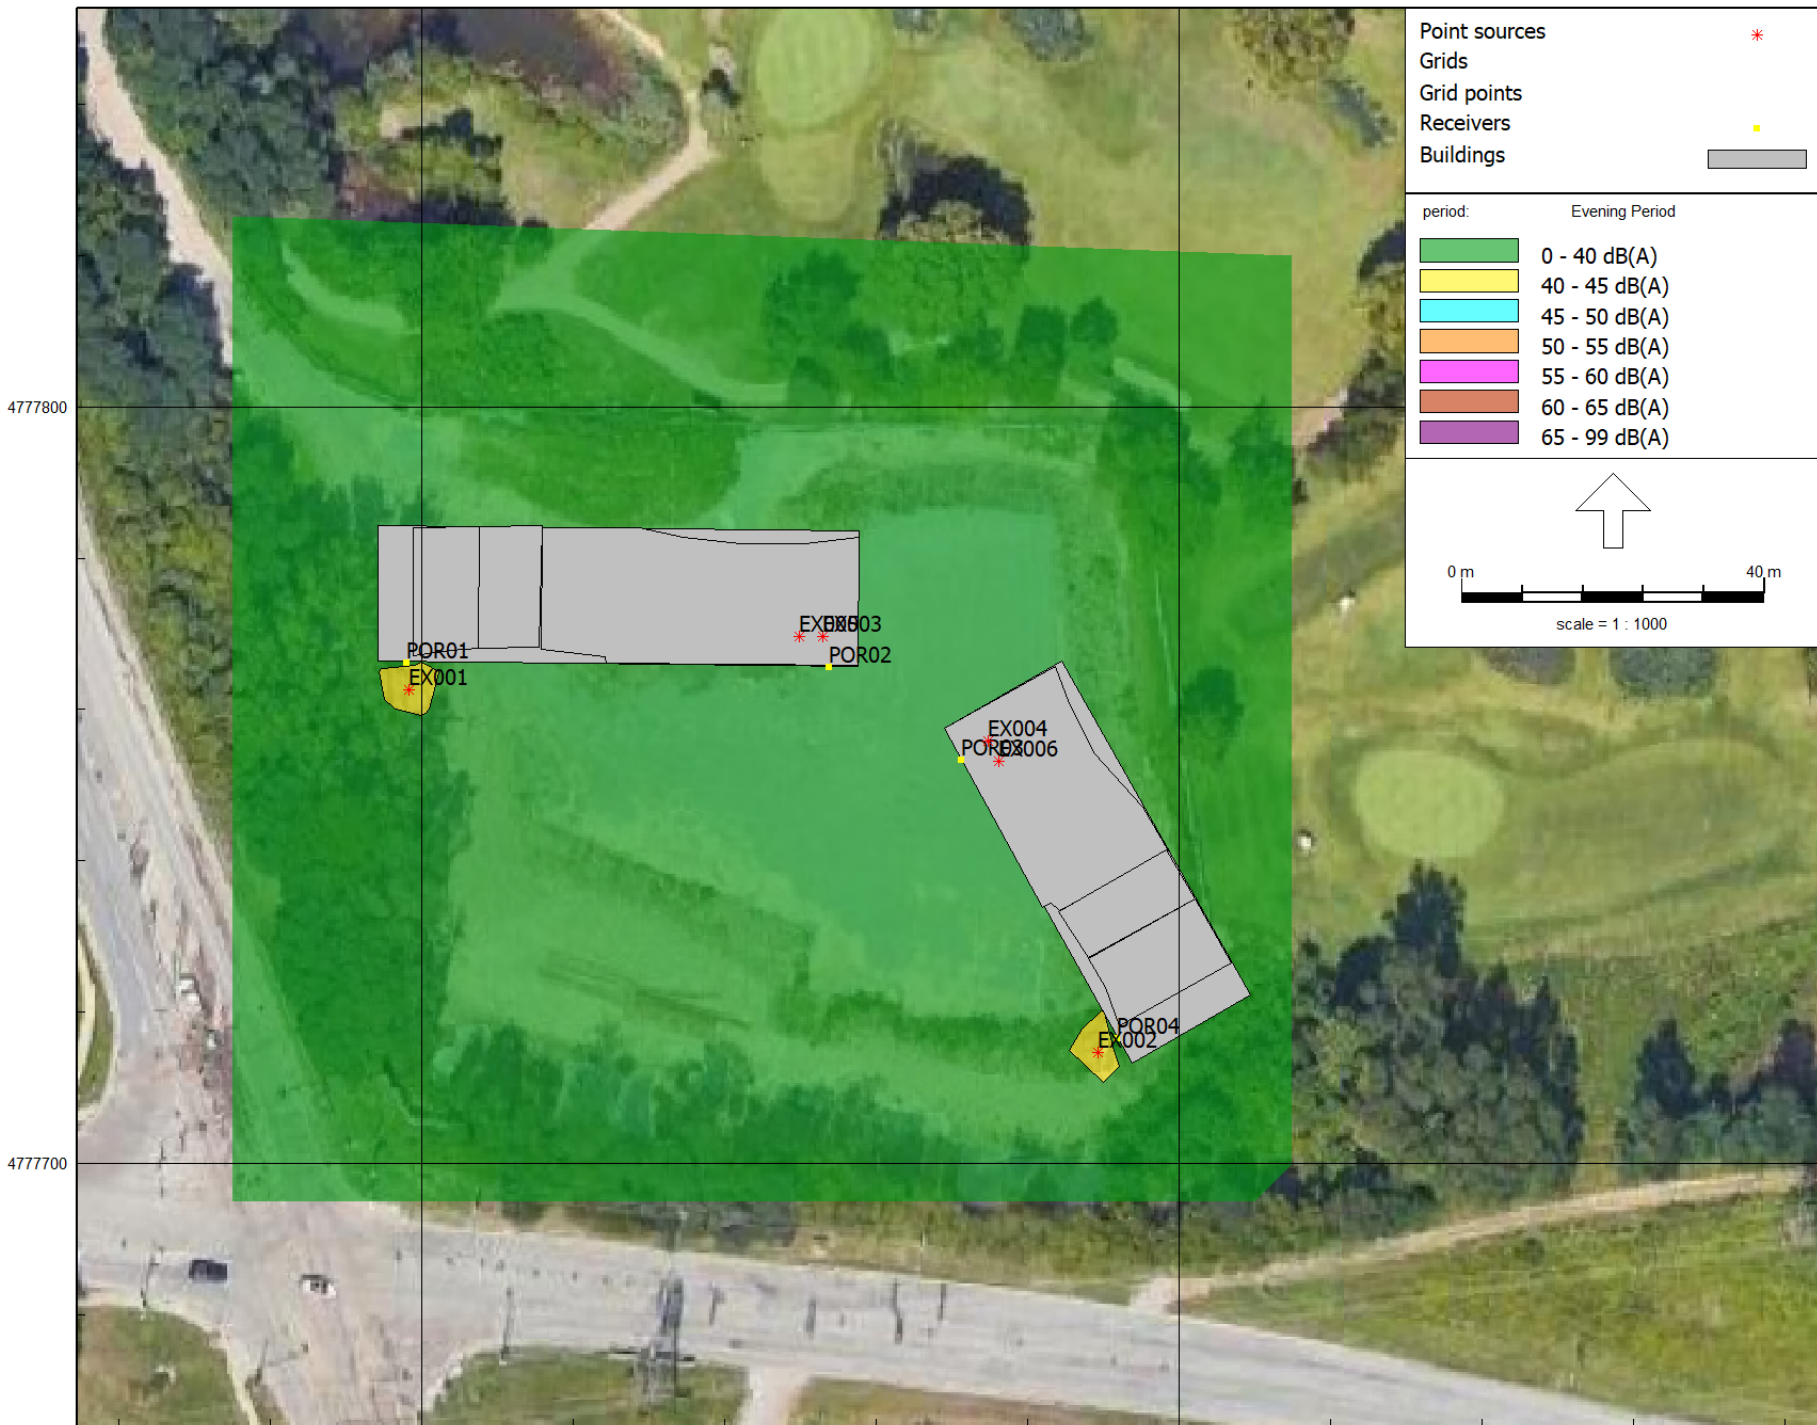 Point sources
Grids
Grid points
Receivers
Buildings
period: Evening Period
0 - 40 dB(A)
40 - 45 dB(A)
45 - 50 dB(A)
50 - 55 dB(A)
55 - 60 dB(A)
60 - 65 dB(A)
65 - 99 dB(A)
0 m 40 m
scale = 1 : 1000
4777800
EX003
POR01
POR02
EX001
EX004
EX006
POR04
EX002
4777700